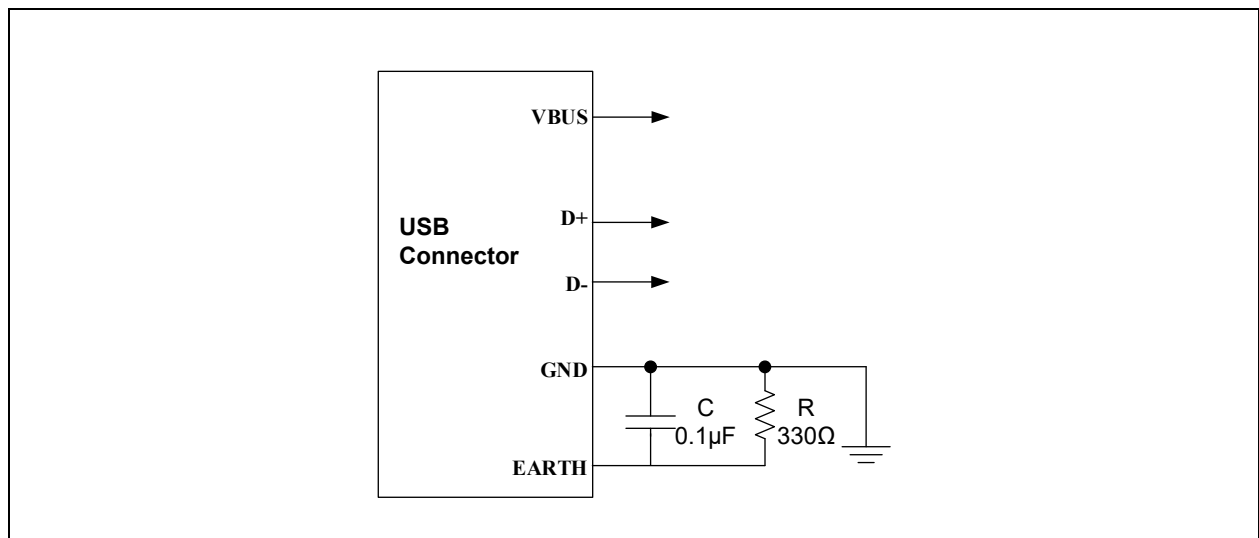 VBUS
D+
USB
Connector
D-
GND
C
0.1µF
R
330Ω
EARTH